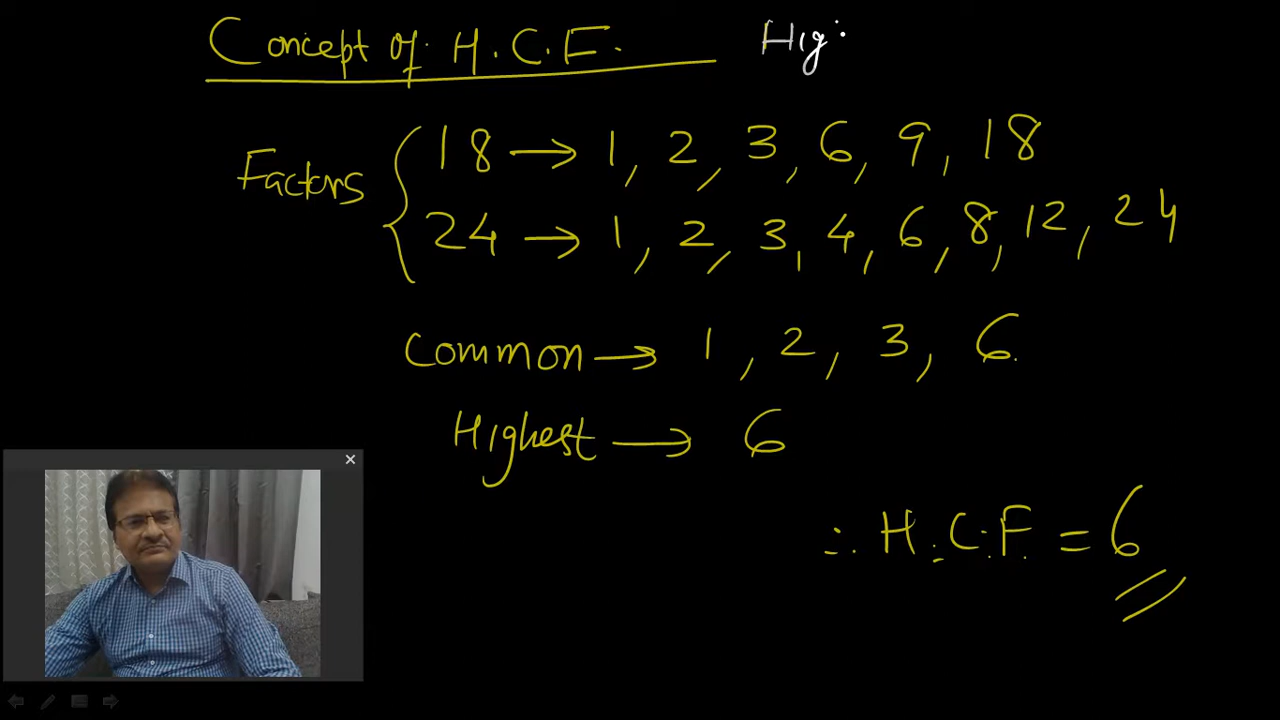 Concept of H.C.F. Hig
Factors
18 → 1, 2, 3, 6, 9, 18
24 → 1, 2, 3, 4, 6, 8, 12, 24
Common → 1, 2, 3, 6
Highest → 6
∴ H.C.F = 6